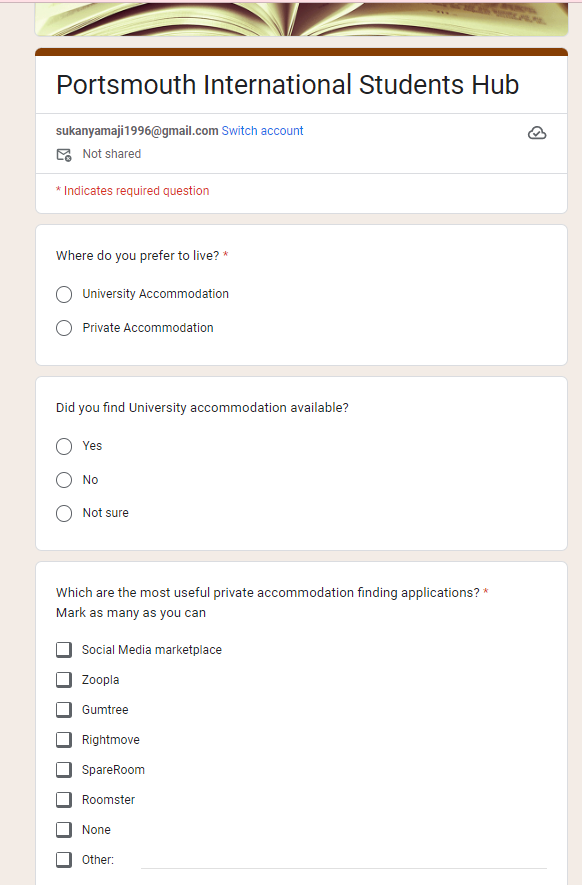 Portsmouth International Students Hub
sukanyamaji1996@gmail.com Switch account
Not shared
* Indicates required question
Where do you prefer to live? *
University Accommodation
Private Accommodation
Did you find University accommodation available?
Yes
No
Not sure
Which are the most useful private accommodation finding applications? *
Mark as many as you can
Social Media marketplace
Zoopla
Gumtree
Rightmove
SpareRoom
Roomster
None
Other: